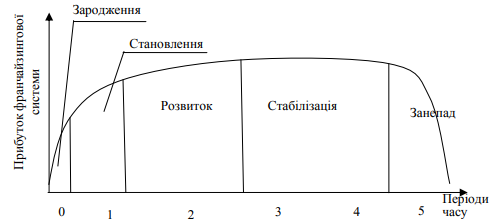 Зародження
Становлення
Прибуток франчайзингової
системи
Розвиток
Стабілізація
Занепад
Періоди
часу
0
1
2
3
4
5